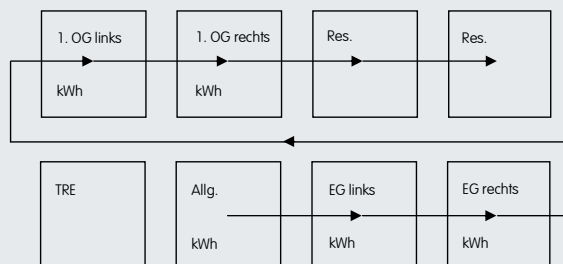 1. OG links
kWh
1. OG rechts
kWh
Res.
Res.
TRE
Allg.
kWh
EG links
kWh
EG rechts
kWh